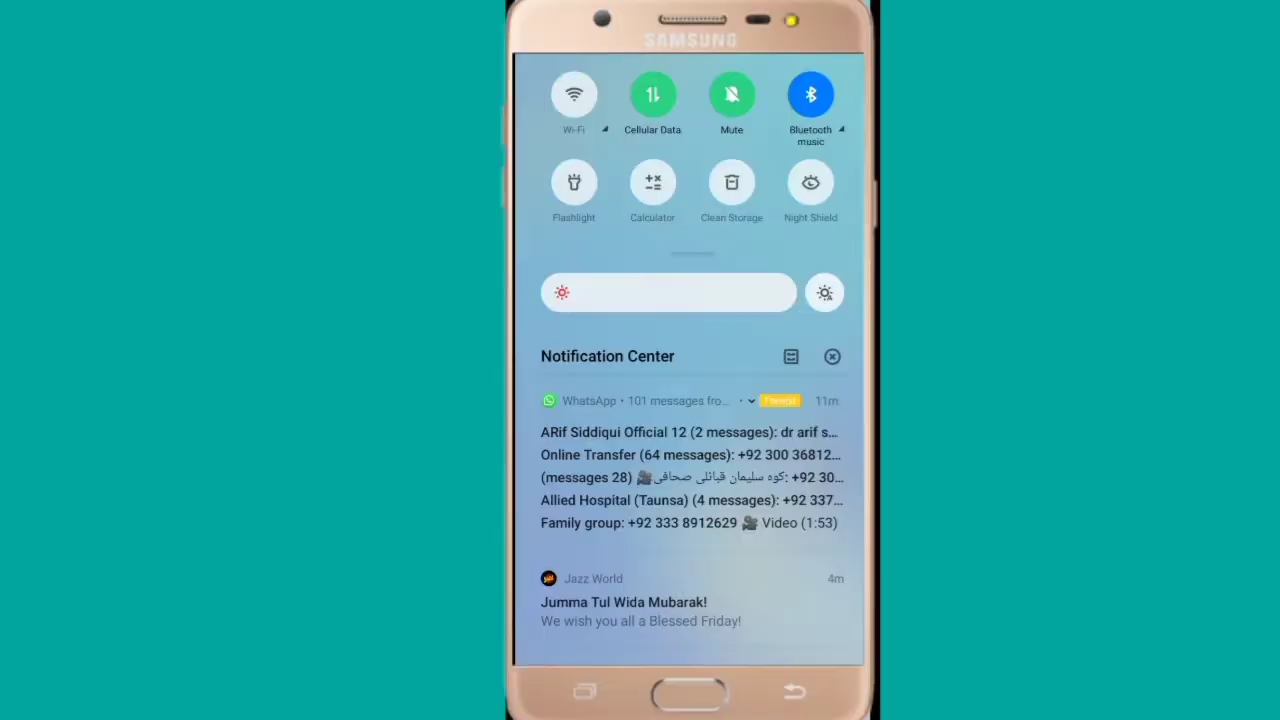 SAMSUNG
Wi-Fi
Cellular Data
Mute
Bluetooth
music
Flashlight
Calculator
Clean Storage
Night Shield
Notification Center
WhatsApp • 101 messages fro... 11m
ARif Siddiqui Official 12 (2 messages): dr arif s...
Online Transfer (64 messages): +92 300 36812...
(messages 28) 🎥کوه سلیمان قبائلی صحافی: +92 30...
Allied Hospital (Taunsa) (4 messages): +92 337...
Family group: +92 333 8912629 🎥 Video (1:53)
Jazz World 4m
Jumma Tul Wida Mubarak!
We wish you all a Blessed Friday!